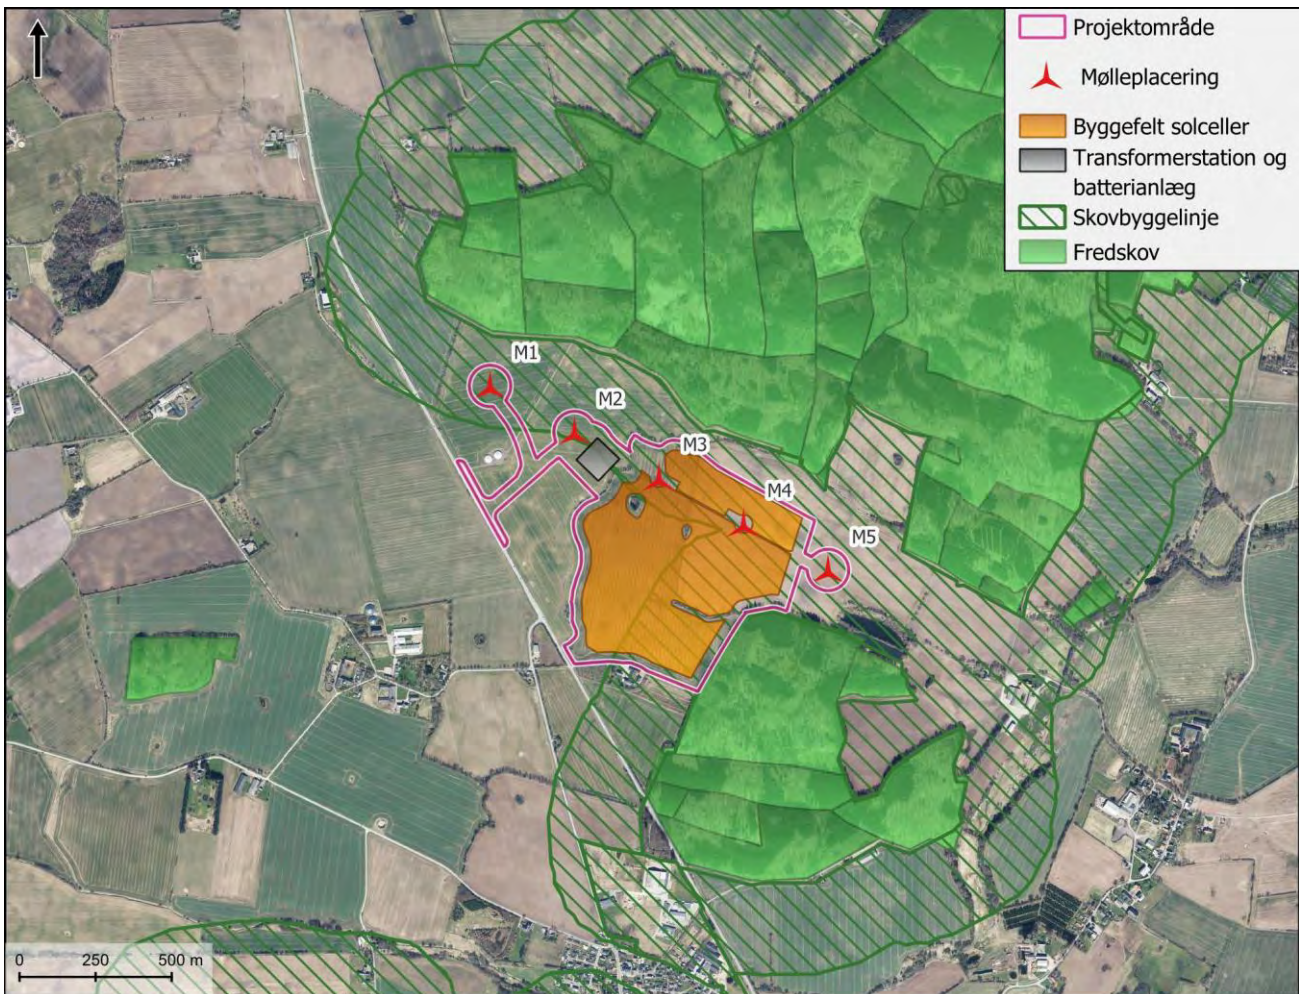 Projektområde
Mølleplacering
Byggefelt solceller
Transformerstation og
batterianlæg
Skovbyggelinje
Fredskov
M1
M2
M3
M4
M5
0 250 500 m